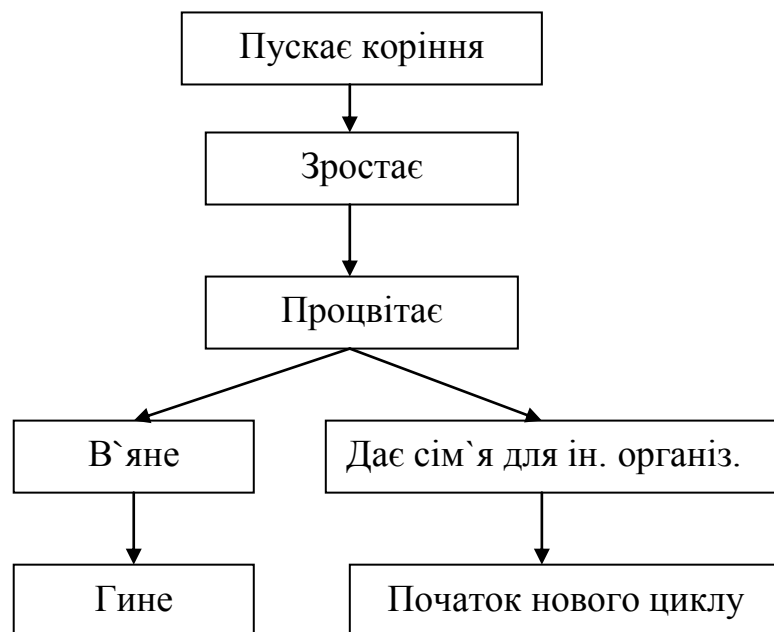 Пускає коріння
Зростає
Процвітає
В`яне
Дає сім`я для ін. організ.
Гине
Початок нового циклу